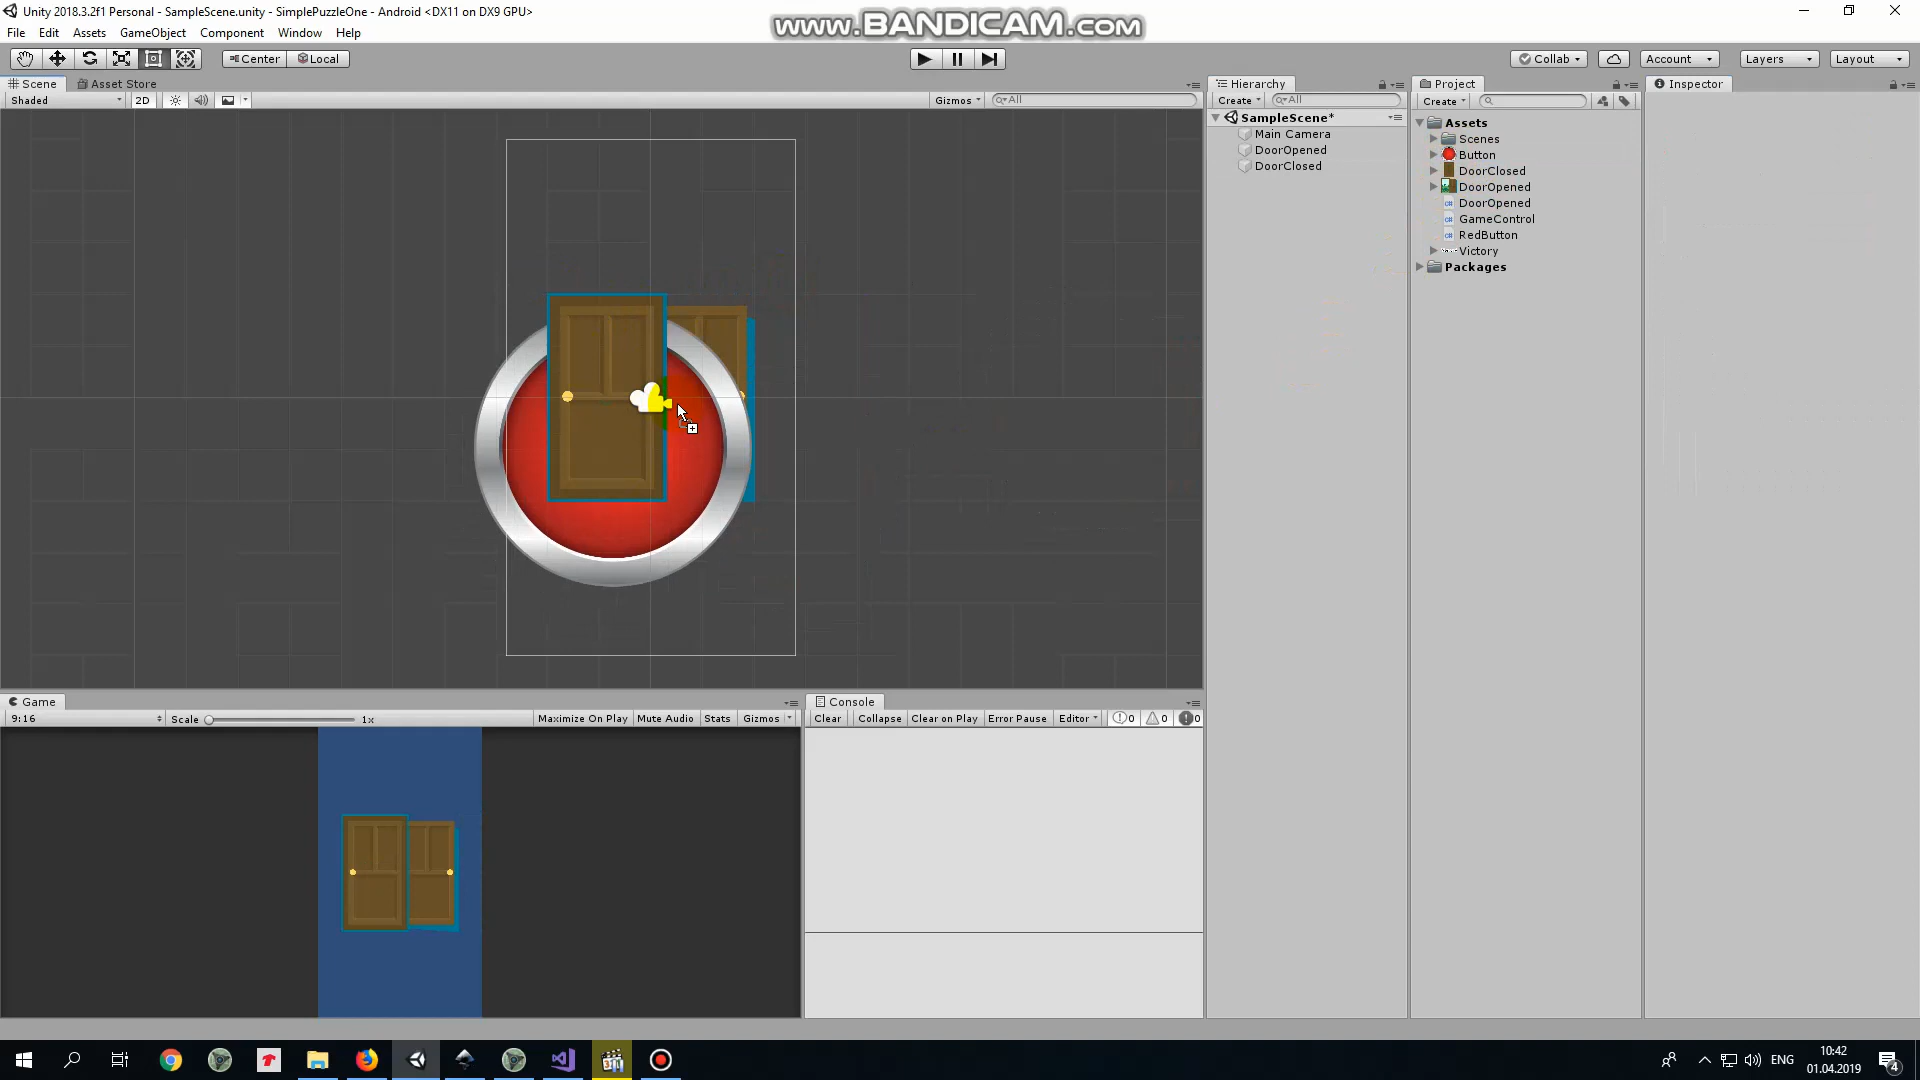 Unity 2018.3.2f1 Personal - SampleScene.unity - SimplePuzzleOne - Android <DX11 on DX9 GPU>
www.BANDICAM.com
File Edit Assets GameObject Component Window Help
Center Local
Collab Account Layers Layout
Scene Asset Store
Shaded 2D Gizmos All
Hierarchy
Create All
SampleScene*
Main Camera
DoorOpened
DoorClosed
Project
Create
Assets
Scenes
Button
DoorClosed
DoorOpened
DoorOpened
GameControl
RedButton
Victory
Packages
Inspector
Game
9:16 Scale 1x Maximize On Play Mute Audio Stats Gizmos
Console
Clear Collapse Clear on Play Error Pause Editor 0 0 0
ENG
10:42
01.04.2019
4